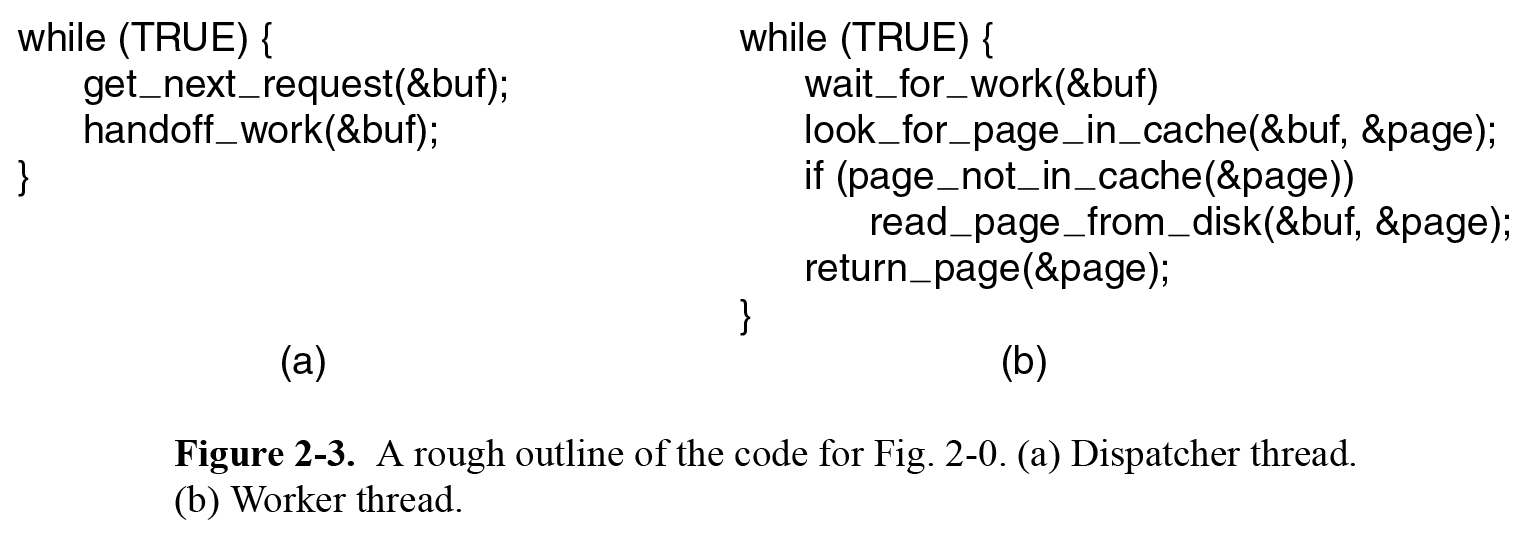 while (TRUE) {
get_next_request(&buf);
handoff_work(&buf);
}
(a)
while (TRUE) {
wait_for_work(&buf)
look_for_page_in_cache(&buf, &page);
if (page_not_in_cache(&page))
read_page_from_disk(&buf, &page);
return_page(&page);
}
(b)
Figure 2-3. A rough outline of the code for Fig. 2-0. (a) Dispatcher thread.
(b) Worker thread.